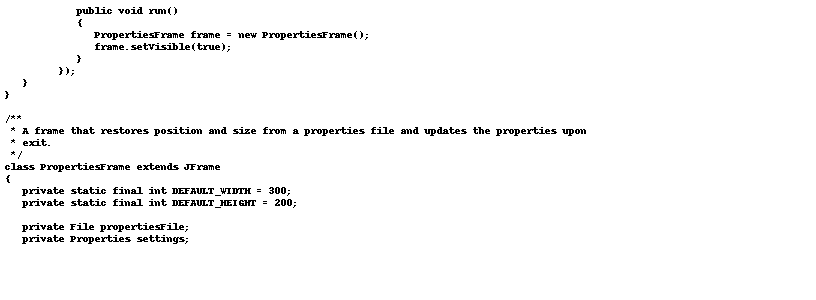 public void run()
            {
               PropertiesFrame frame = new PropertiesFrame();
               frame.setVisible(true);
            }
         });
   }
}

/**
 * A frame that restores position and size from a properties file and updates the properties upon
 * exit.
 */
class PropertiesFrame extends JFrame
{
   private static final int DEFAULT_WIDTH = 300;
   private static final int DEFAULT_HEIGHT = 200;

   private File propertiesFile;
   private Properties settings;